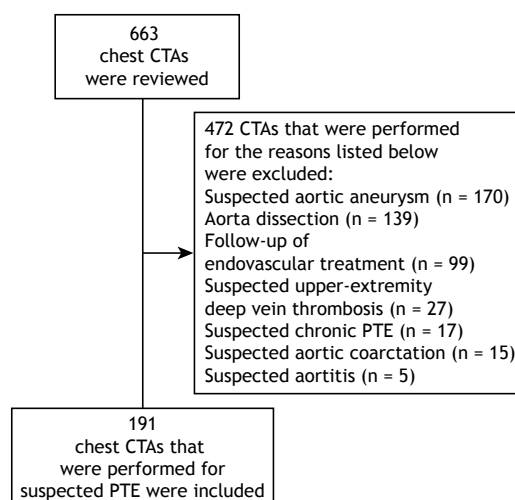 663
chest CTAs
were reviewed
472 CTAs that were performed
for the reasons listed below
were excluded:
Suspected aortic aneurysm (n = 170)
Aorta dissection (n = 139)
Follow-up of
endovascular treatment (n = 99)
Suspected upper-extremity
deep vein thrombosis (n = 27)
Suspected chronic PTE (n = 17)
Suspected aortic coarctation (n = 15)
Suspected aortitis (n = 5)
191
chest CTAs that
were performed for
suspected PTE were included